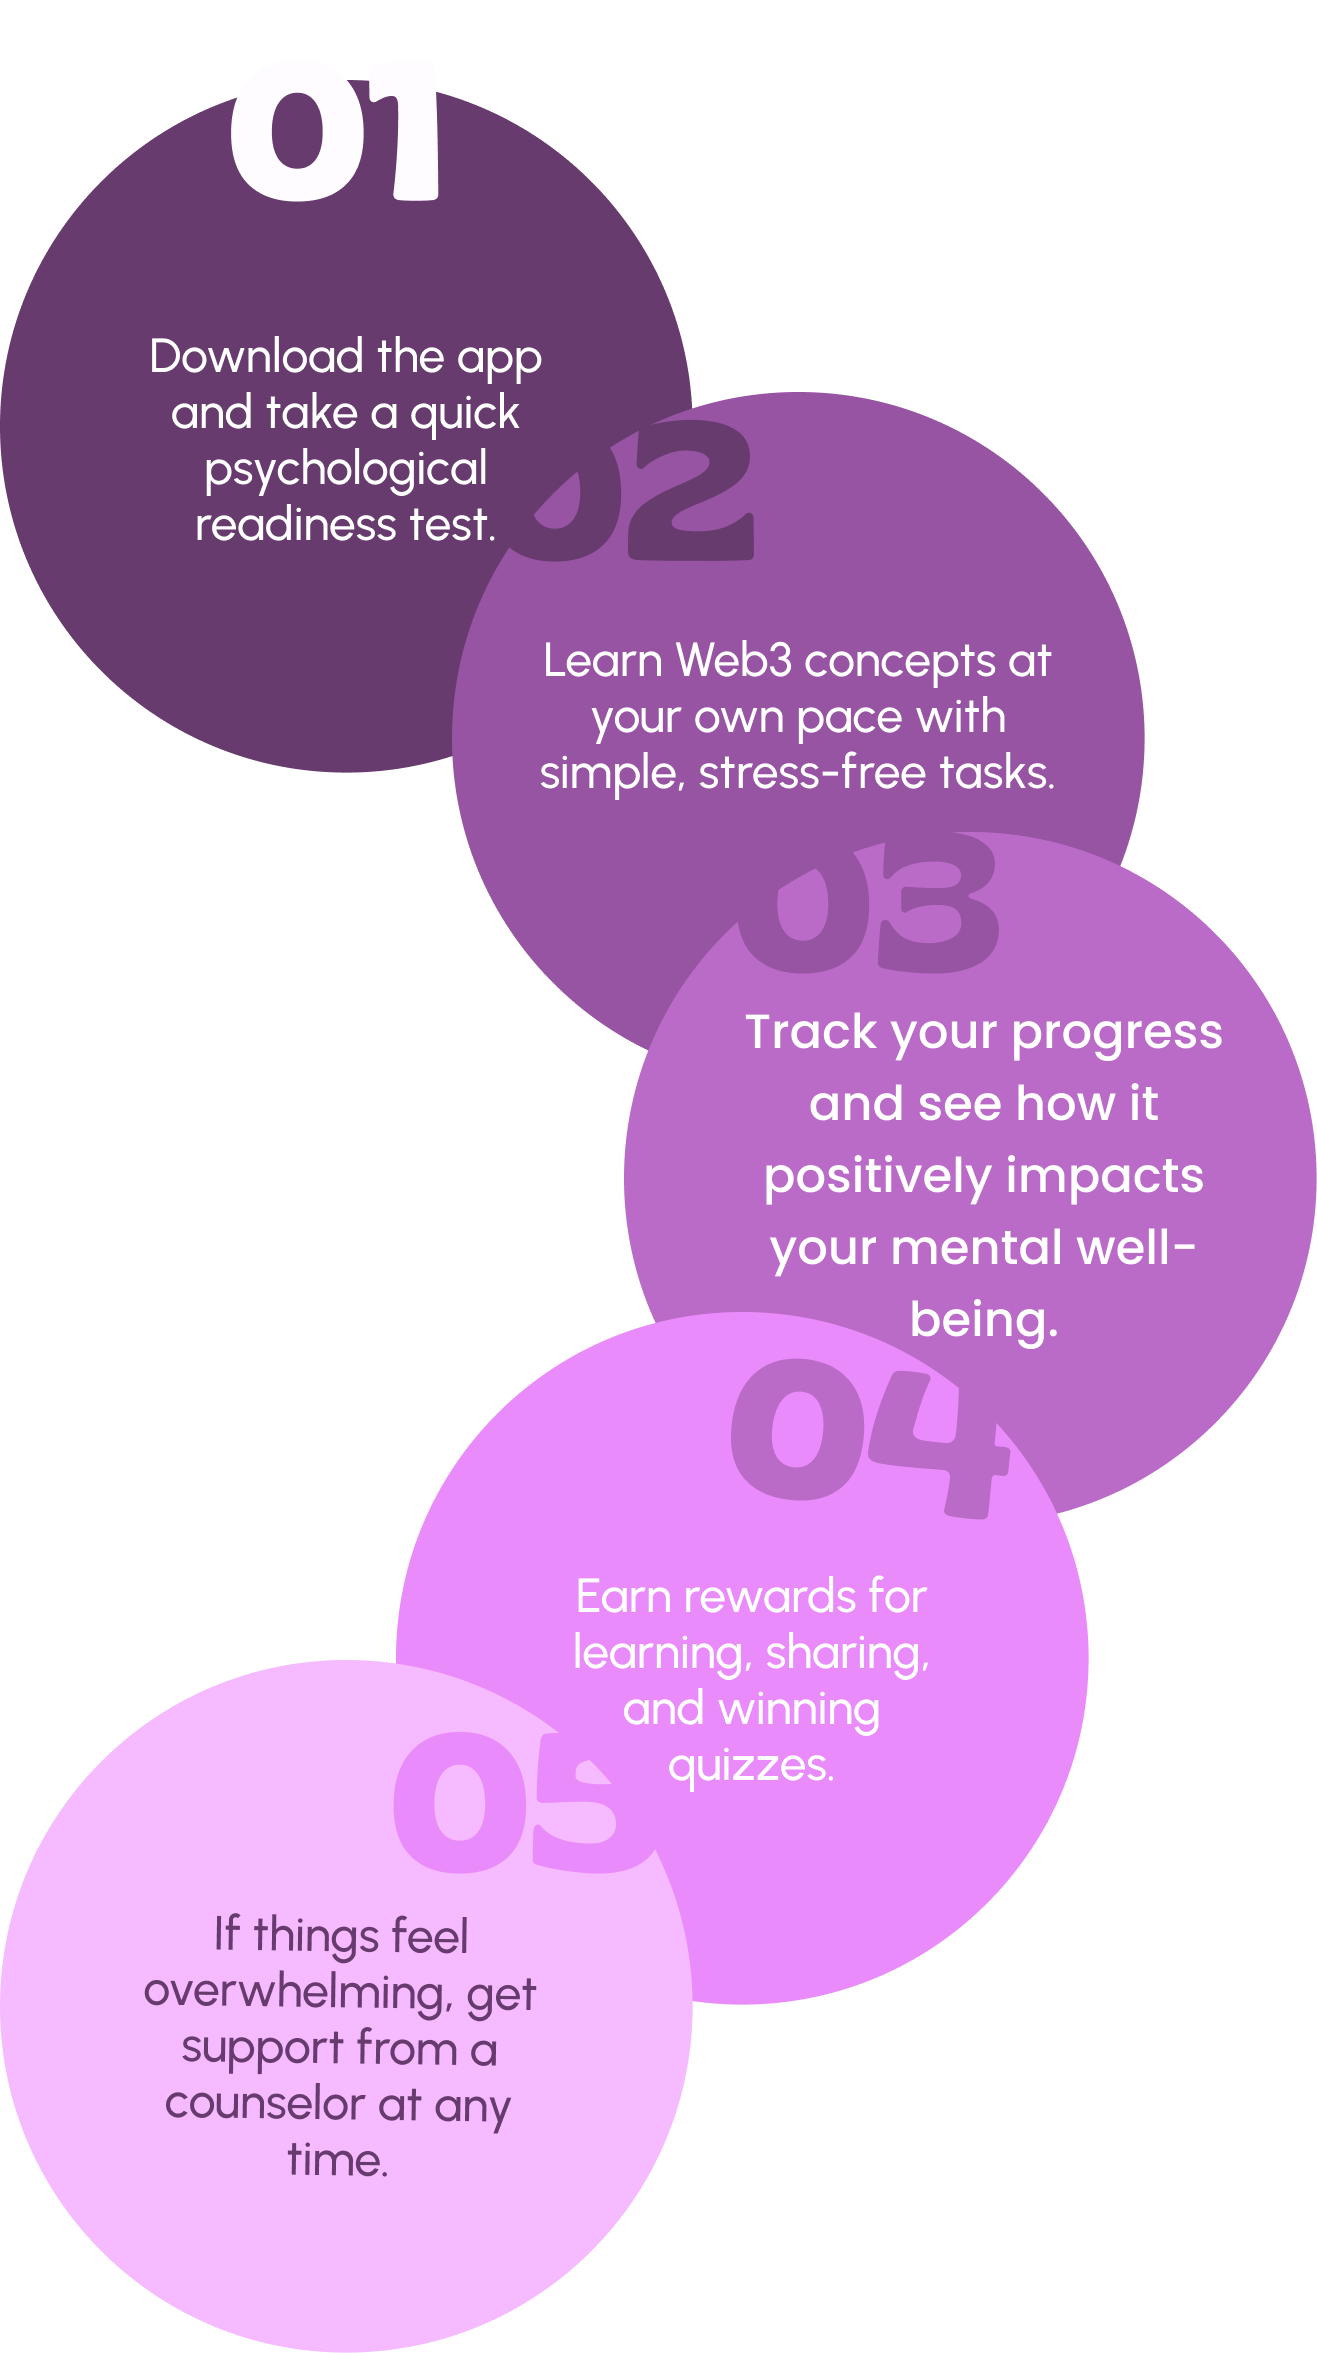 01
Download the app
and take a quick
psychological
readiness test.
02
Learn Web3 concepts at
your own pace with
simple, stress-free tasks.
03
Track your progress
and see how it
positively impacts
your mental well-
being.
04
Earn rewards for
learning, sharing,
and winning
quizzes.
05
If things feel
overwhelming, get
support from a
counselor at any
time.